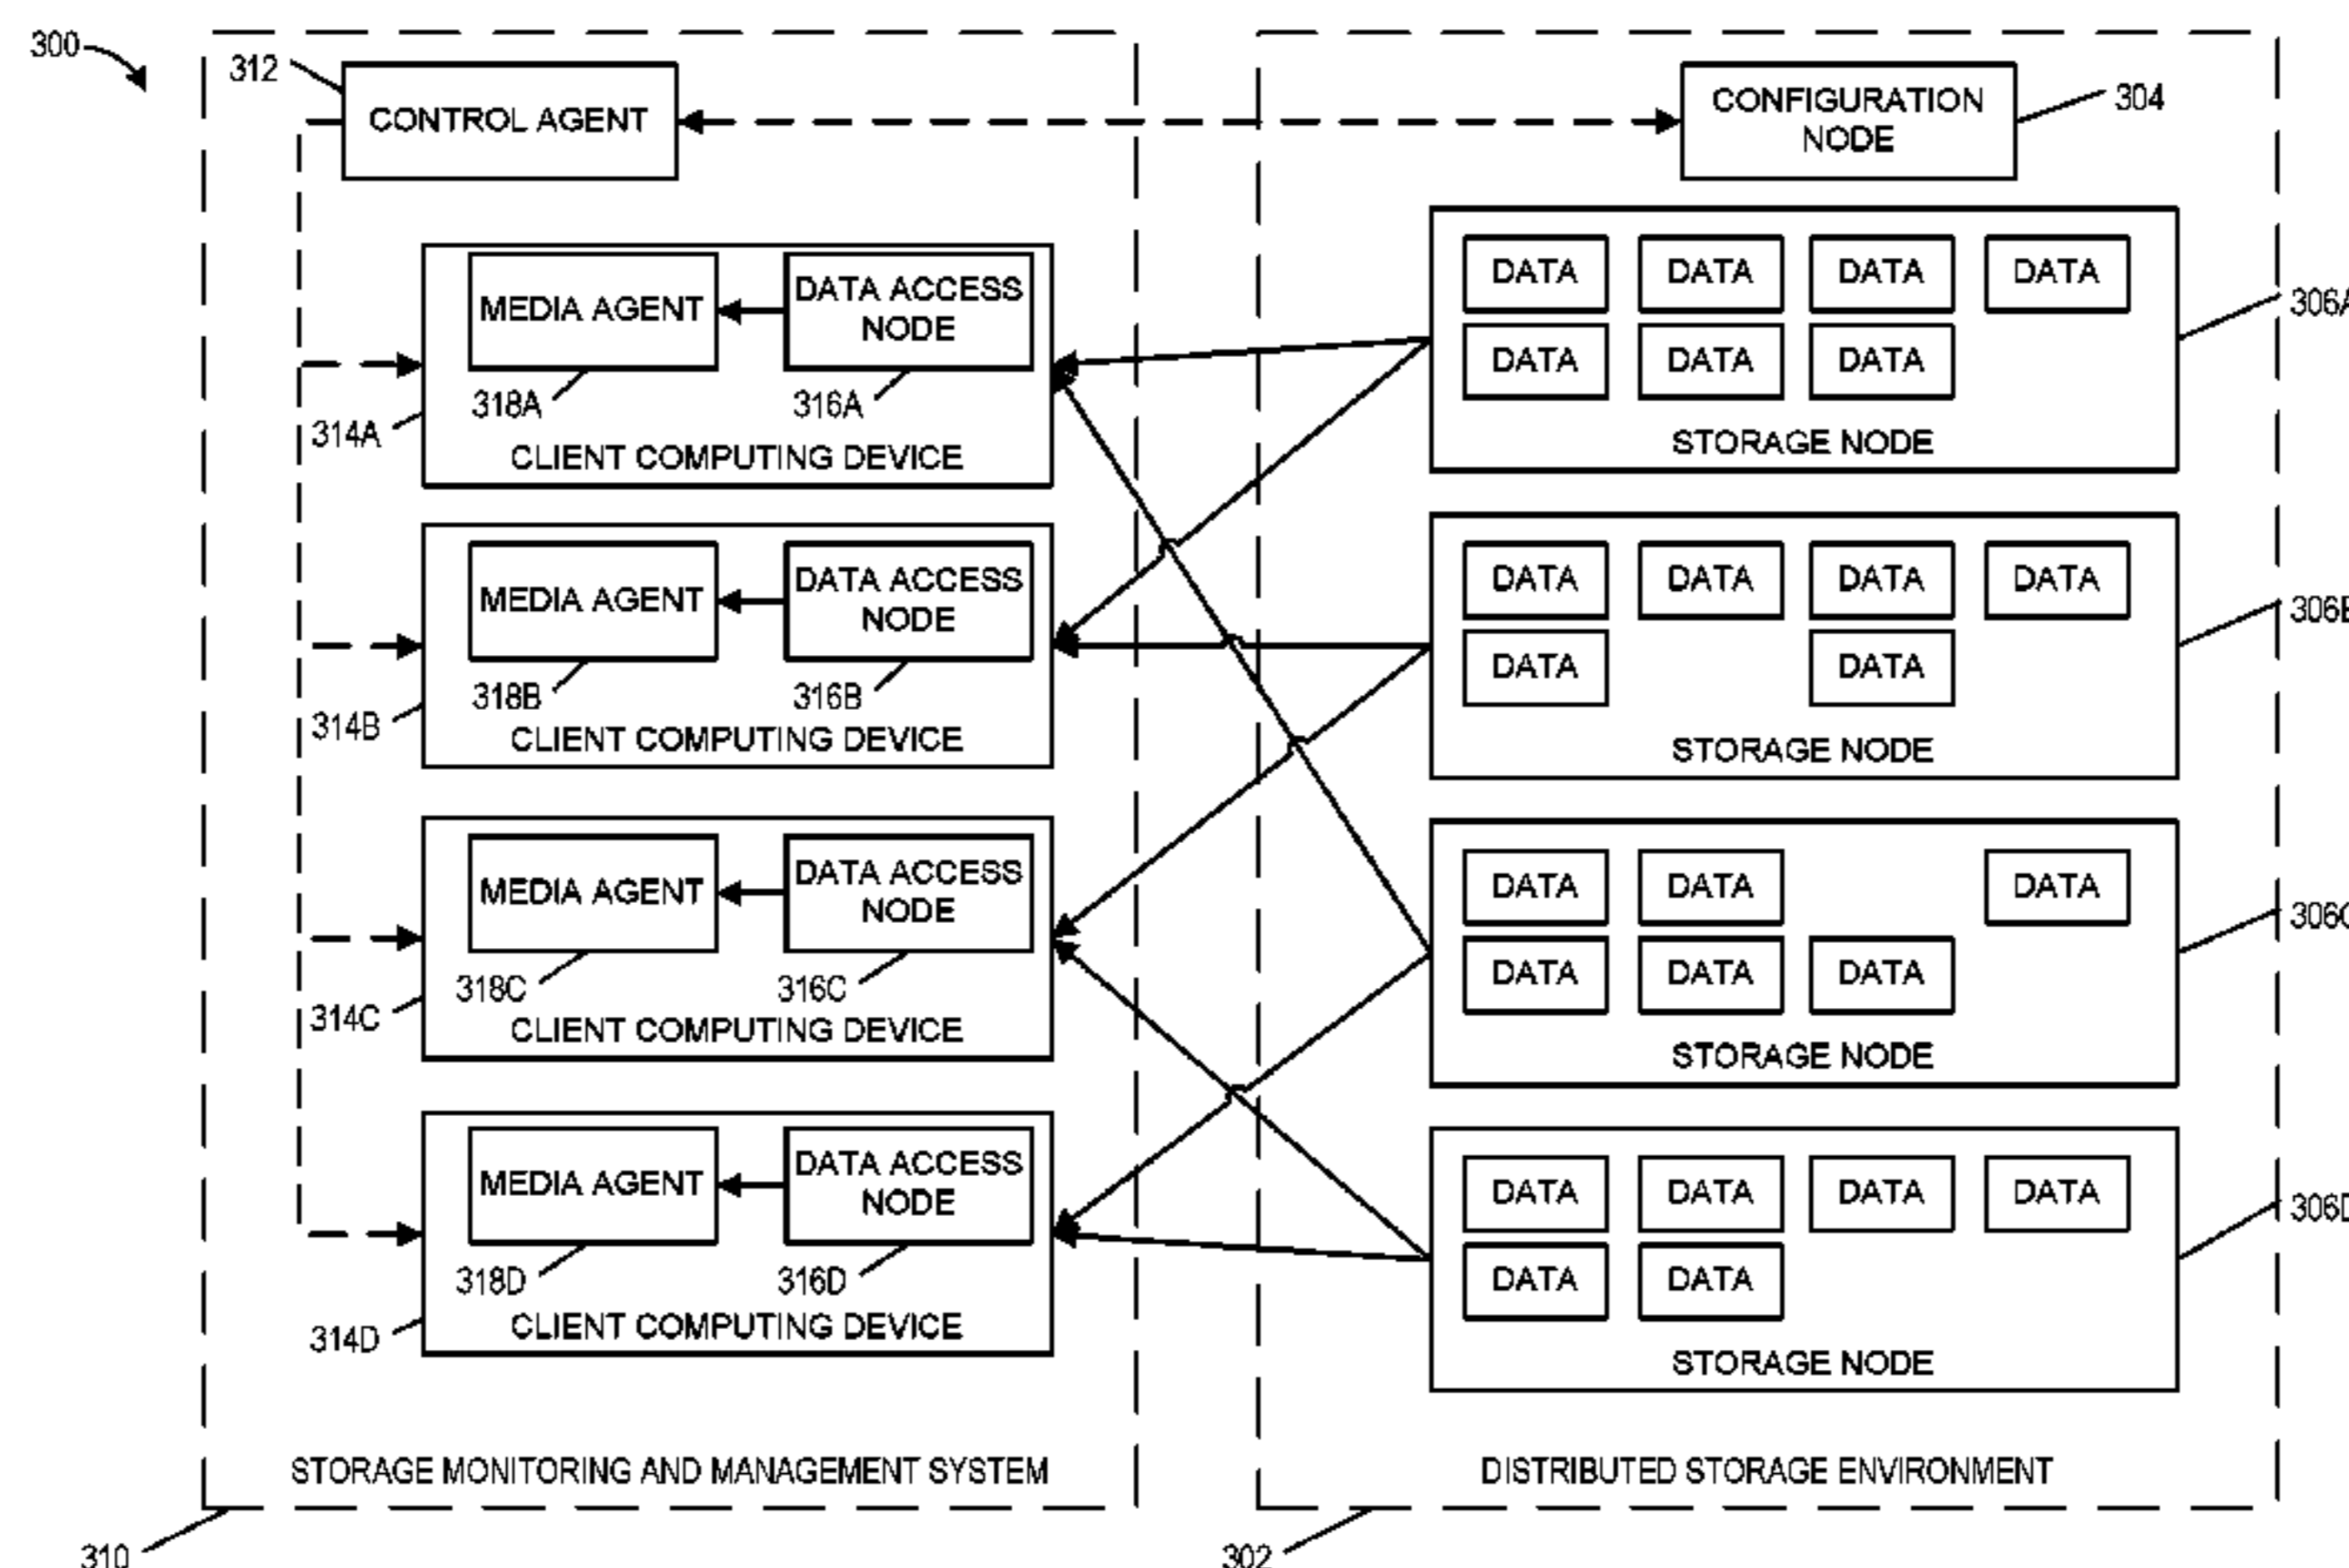 300
312
CONTROL AGENT
CONFIGURATION
NODE
304
MEDIA AGENT
DATA ACCESS
NODE
318A
316A
314A
CLIENT COMPUTING DEVICE
DATA DATA DATA DATA
DATA DATA DATA
STORAGE NODE
306A
MEDIA AGENT
DATA ACCESS
NODE
318B
316B
314B
CLIENT COMPUTING DEVICE
DATA DATA DATA DATA
DATA DATA
STORAGE NODE
306B
MEDIA AGENT
DATA ACCESS
NODE
318C
316C
314C
CLIENT COMPUTING DEVICE
DATA DATA DATA
DATA DATA DATA
STORAGE NODE
306C
MEDIA AGENT
DATA ACCESS
NODE
318D
316D
314D
CLIENT COMPUTING DEVICE
DATA DATA DATA DATA
DATA DATA
STORAGE NODE
306D
STORAGE MONITORING AND MANAGEMENT SYSTEM
DISTRIBUTED STORAGE ENVIRONMENT
310
302